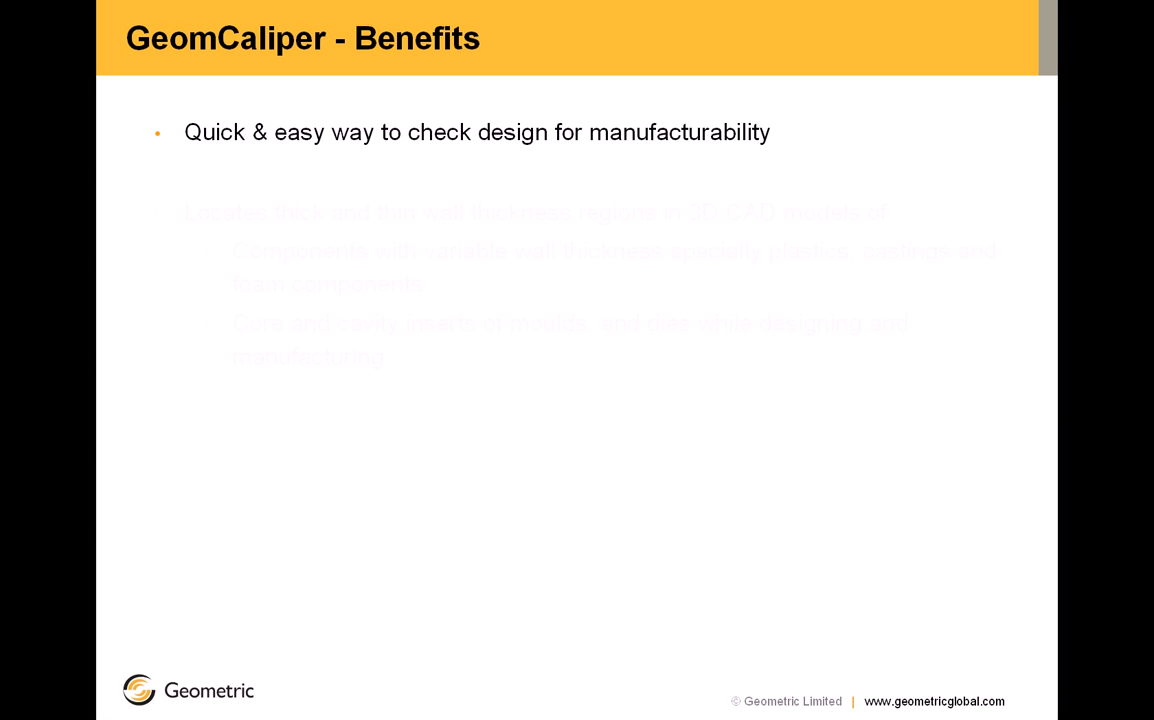 GeomCaliper - Benefits
• Quick & easy way to check design for manufacturability
Locates thick and thin wall thickness regions in 3D CAD models of
Components with variable wall thickness specialty plastics, castings and
foam components
Core and cavity inserts of moulds, and dies while designing and
manufacturing
Geometric
© Geometric Limited | www.geometricglobal.com